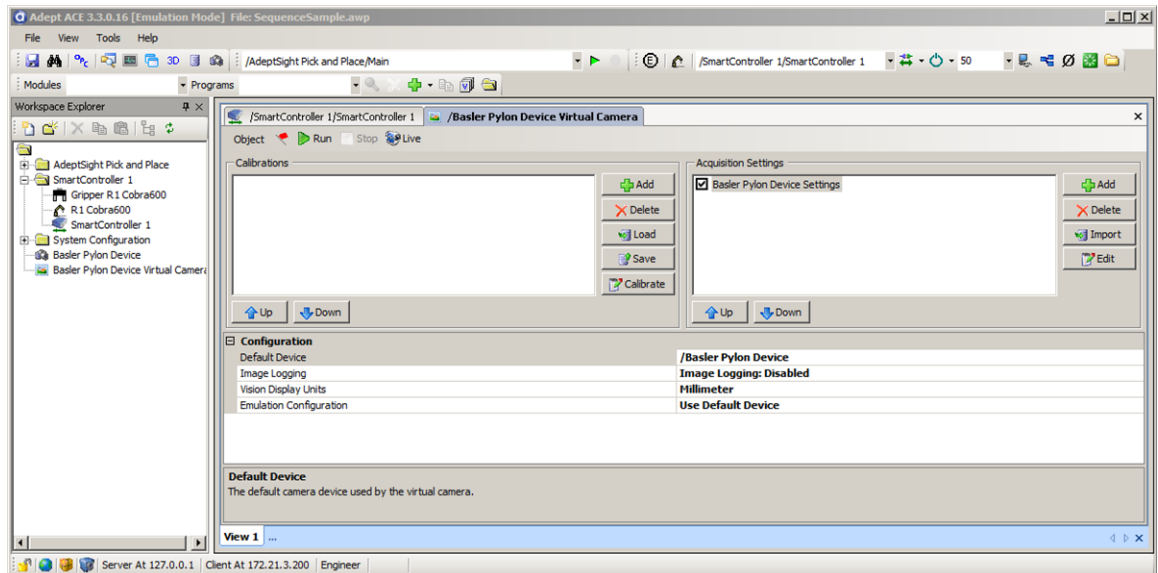 Adept ACE 3.3.0.16 [Emulation Mode] File: SequenceSample.awp
File View Tools Help
3D /AdeptSight Pick and Place/Main /SmartController 1/SmartController 1 50
Modules Programs
Workspace Explorer
/SmartController 1/SmartController 1 /Basler Pylon Device Virtual Camera
Object Run Stop Live
AdeptSight Pick and Place
SmartController 1
Gripper R1 Cobra600
R1 Cobra600
SmartController 1
System Configuration
Basler Pylon Device
Basler Pylon Device Virtual Camera
Calibrations
Add
Delete
Load
Save
Calibrate
Up Down
Acquisition Settings
Basler Pylon Device Settings
Add
Delete
Import
Edit
Up Down
Configuration
Default Device /Basler Pylon Device
Image Logging Image Logging: Disabled
Vision Display Units Millimeter
Emulation Configuration Use Default Device
Default Device
The default camera device used by the virtual camera.
View 1 ...
Server At 127.0.0.1 Client At 172.21.3.200 Engineer